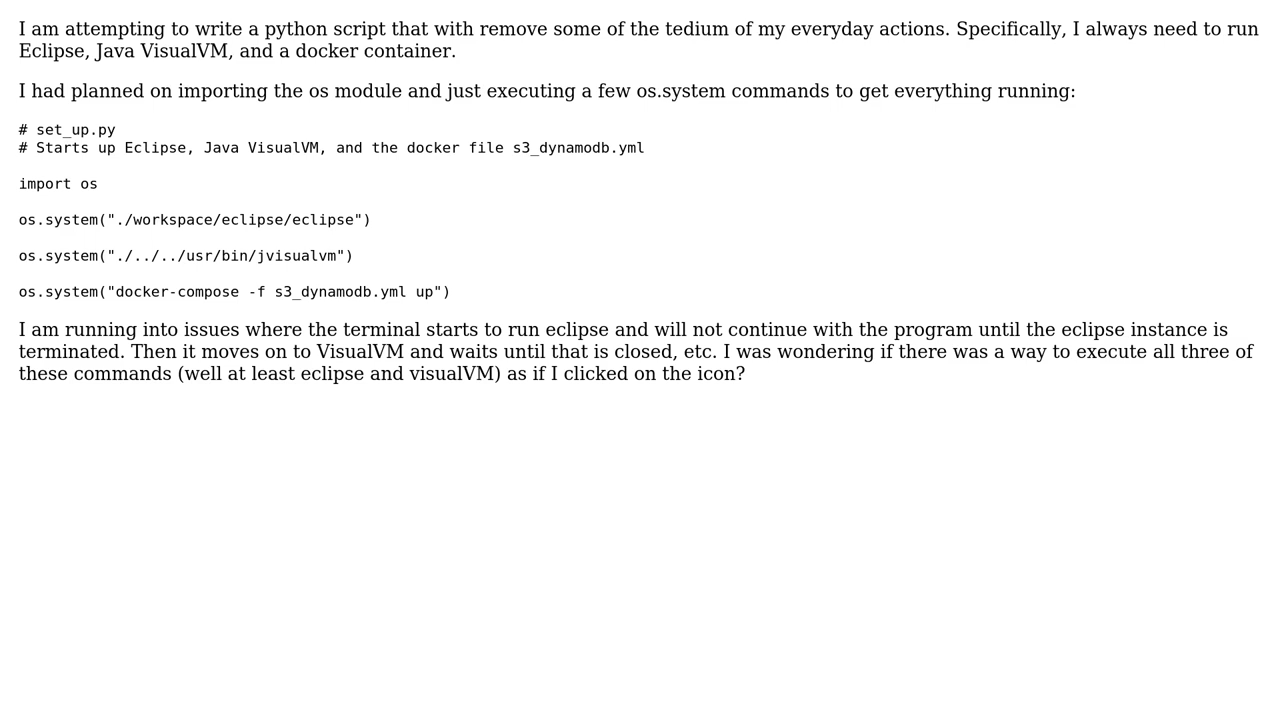 I am attempting to write a python script that with remove some of the tedium of my everyday actions. Specifically, I always need to run
Eclipse, Java VisualVM, and a docker container.
I had planned on importing the os module and just executing a few os.system commands to get everything running:
# set_up.py
# Starts up Eclipse, Java VisualVM, and the docker file s3_dynamodb.yml
import os
os.system("./workspace/eclipse/eclipse")
os.system("./../../usr/bin/jvisualvm")
os.system("docker-compose -f s3_dynamodb.yml up")
I am running into issues where the terminal starts to run eclipse and will not continue with the program until the eclipse instance is
terminated. Then it moves on to VisualVM and waits until that is closed, etc. I was wondering if there was a way to execute all three of
these commands (well at least eclipse and visualVM) as if I clicked on the icon?